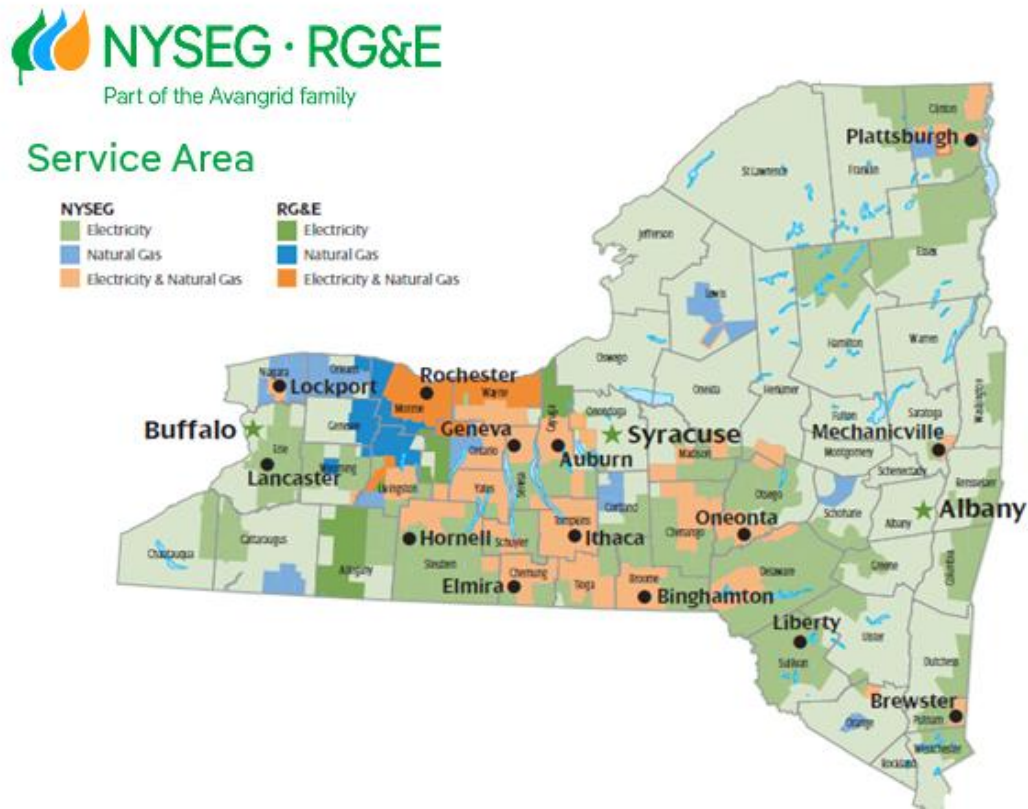 NYSEG · RG&E
Part of the Avangrid family
Service Area
NYSEG
Electricity
Natural Gas
Electricity & Natural Gas
RG&E
Electricity
Natural Gas
Electricity & Natural Gas
Clinton
Plattsburgh
St Lawrence
Franklin
Jefferson
Essex
Lewis
Hamilton
Warren
Washington
Oswego
Oneida
Herkimer
Niagara
Lockport
Orleans
Rochester
Wayne
Monroe
Fulton
Saratoga
Mechanicville
Montgomery
Schenectady
Buffalo
Genesee
Geneva
Ontario
Cayuga
Auburn
Onondaga
Syracuse
Madison
Erie
Lancaster
Wyoming
Livingston
Yates
Seneca
Cortland
Otsego
Oneonta
Schoharie
Albany
Albany
Rensselaer
Chautauqua
Cattaraugus
Allegany
Hornell
Steuben
Schuyler
Tompkins
Ithaca
Chenango
Elmira
Chemung
Tioga
Broome
Binghamton
Delaware
Greene
Columbia
Liberty
Sullivan
Ulster
Dutchess
Brewster
Putnam
Orange
Westchester
Rockland